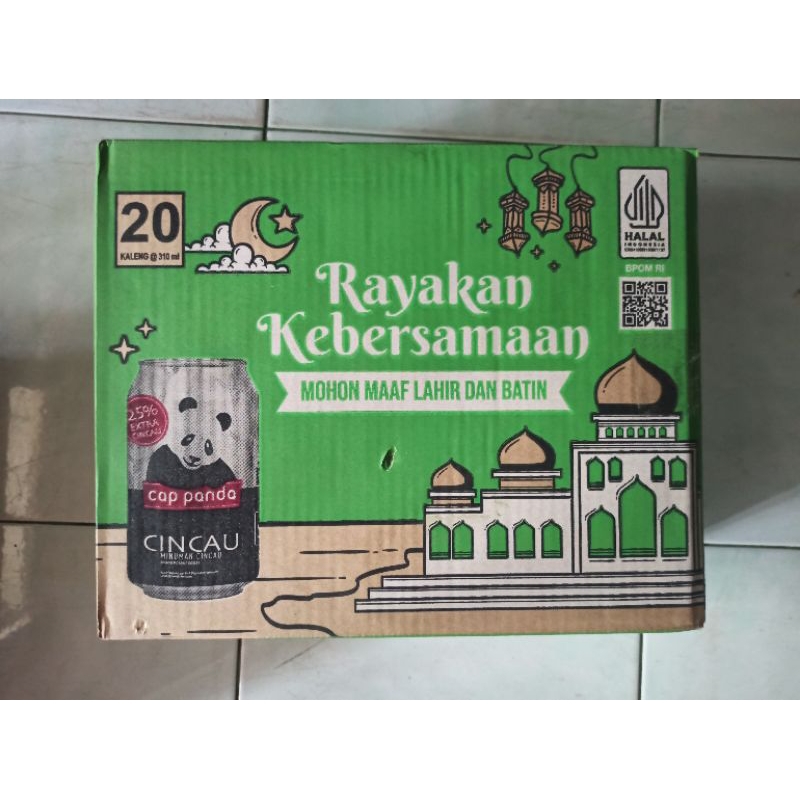 20
KALENG @ 310 ml
HALAL
INDONESIA
BPOM RI
Rayakan
Kebersamaan
MOHON MAAF LAHIR DAN BATIN
25%
EXTRA
CINCAU
cap panda
CINCAU
MINUMAN CINCAU